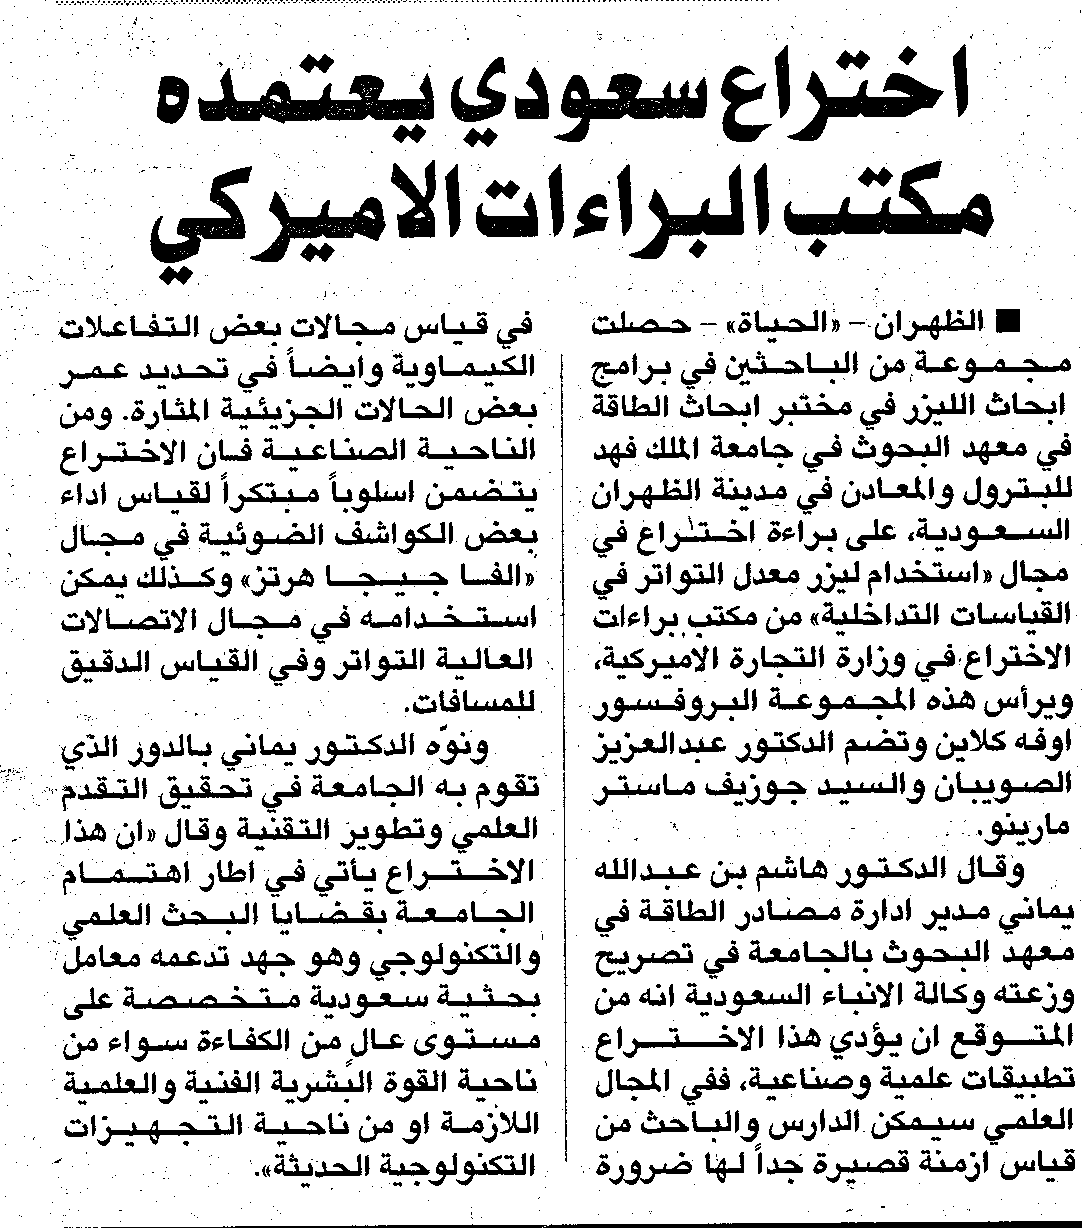 اختراع سعودي يعتمده
مكتب البراءات الاميركي
■ الظهران – «الحياة» – حصلت
مجموعة من الباحثين في برامج
ابحاث الليزر في مختبر ابحاث الطاقة
في معهد البحوث في جامعة الملك فهد
للبترول والمعادن في مدينة الظهران
السعودية، على براءة اختراع في
مجال «استخدام ليزر معدل التواتر في
القياسات التداخلية» من مكتب براءات
الاختراع في وزارة التجارة الاميركية،
ويرأس هذه المجموعة البروفسور
اوفه كلاين وتضم الدكتور عبدالعزيز
الصويبان والسيد جوزيف ماستر
مارينو.
وقال الدكتور هاشم بن عبدالله
يماني مدير ادارة مصادر الطاقة في
معهد البحوث بالجامعة في تصريح
وزعته وكالة الانباء السعودية انه من
المتوقع ان يؤدي هذا الاختراع
تطبيقات علمية وصناعية، ففي المجال
العلمي سيمكن الدارس والباحث من
قياس ازمنة قصيرة جداً لها ضرورة
في قياس مجالات بعض التفاعلات
الكيماوية وايضاً في تحديد عمر
بعض الحالات الجزيئية المثارة. ومن
الناحية الصناعية فان الاختراع
يتضمن اسلوباً مبتكراً لقياس اداء
بعض الكواشف الضوئية في مجال
«الفا جيجا هرتز» وكذلك يمكن
استخدامه في مجال الاتصالات
العالية التواتر وفي القياس الدقيق
للمسافات.
ونوّه الدكتور يماني بالدور الذي
تقوم به الجامعة في تحقيق التقدم
العلمي وتطوير التقنية وقال «ان هذا
الاختراع يأتي في اطار اهتمام
الجامعة بقضايا البحث العلمي
والتكنولوجي وهو جهد تدعمه معامل
بحثية سعودية متخصصة على
مستوى عال من الكفاءة سواء من
ناحية القوة البشرية الفنية والعلمية
اللازمة او من ناحية التجهيزات
التكنولوجية الحديثة».